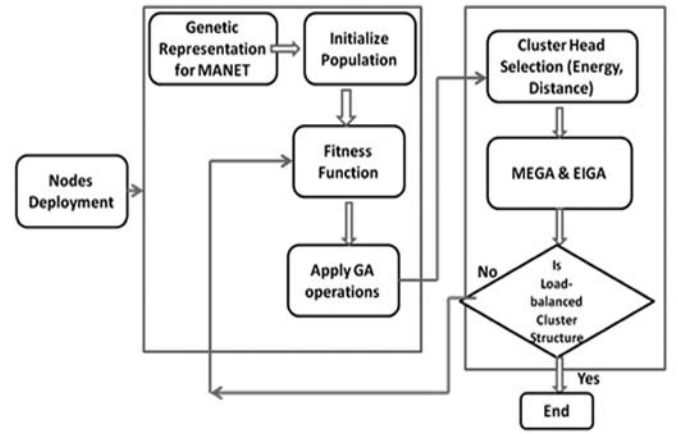 Nodes
Deployment
Genetic
Representation
for MANET
Initialize
Population
Fitness
Function
Apply GA
operations
Cluster Head
Selection (Energy,
Distance)
MEGA & EIGA
Is
Load-
balanced
Cluster
Structure
No
Yes
End